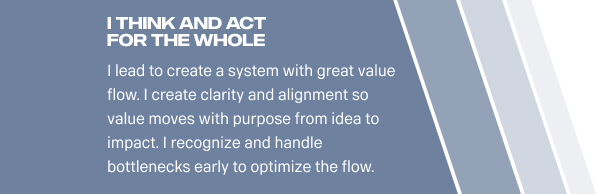 I THINK AND ACT
FOR THE WHOLE
I lead to create a system with great value
flow. I create clarity and alignment so
value moves with purpose from idea to
impact. I recognize and handle
bottlenecks early to optimize the flow.